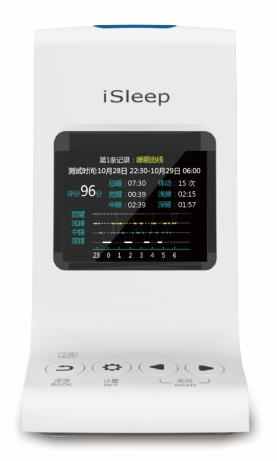 iSleep
第1条记录：睡眠曲线
测试时间:10月28日 22:30-10月29日 06:00
总睡：07:30 体动：15 次
评分96分 觉醒：00:39 浅睡：02:15
中睡：02:39 深睡：01:57
觉醒
浅睡
中睡
深睡
23 0 1 2 3 4 5 6
上传
返回 设置 查阅
BACK SET READ